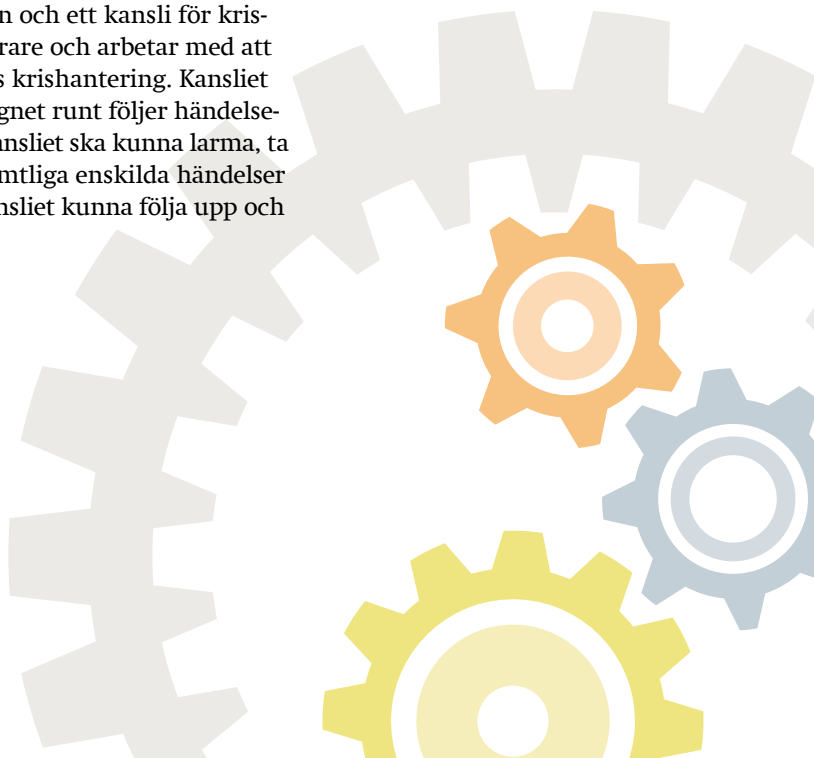 n och ett kansli för kris-
rare och arbetar med att
s krishantering. Kansliet
gnet runt följer händelse-
ansliet ska kunna larma, ta
mtliga enskilda händelser
nsliet kunna följa upp och